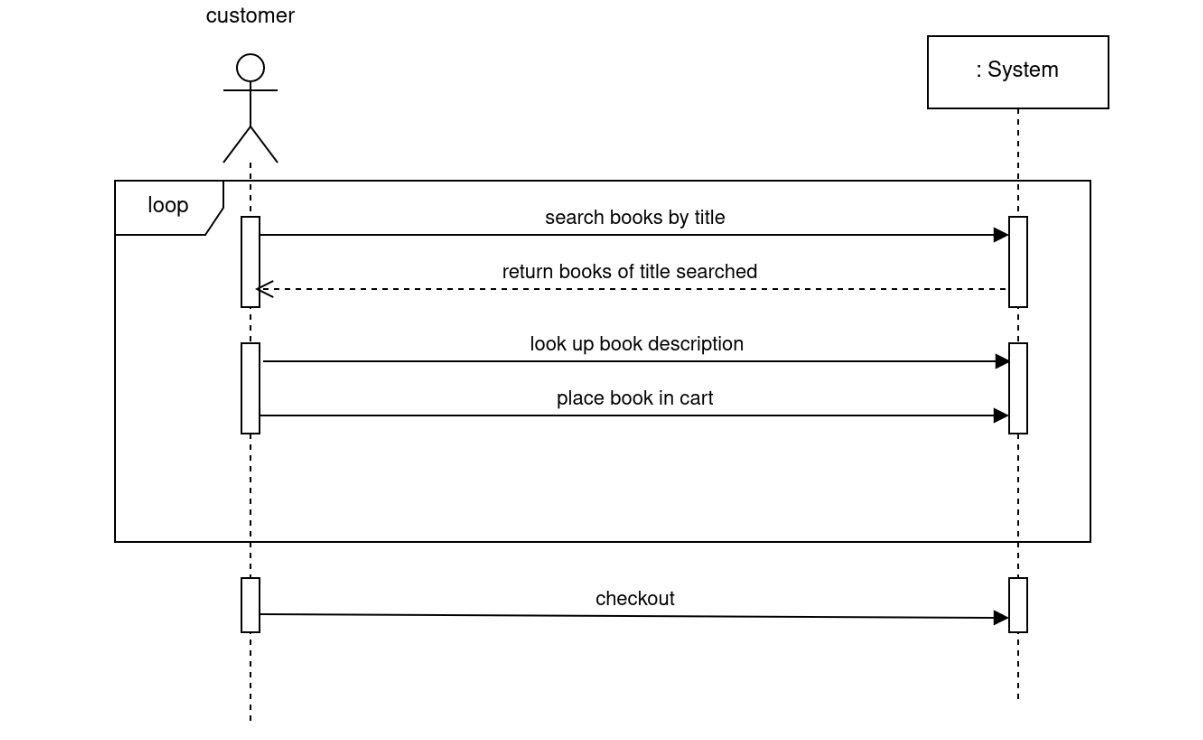 customer
: System
loop
search books by title
return books of title searched
look up book description
place book in cart
checkout